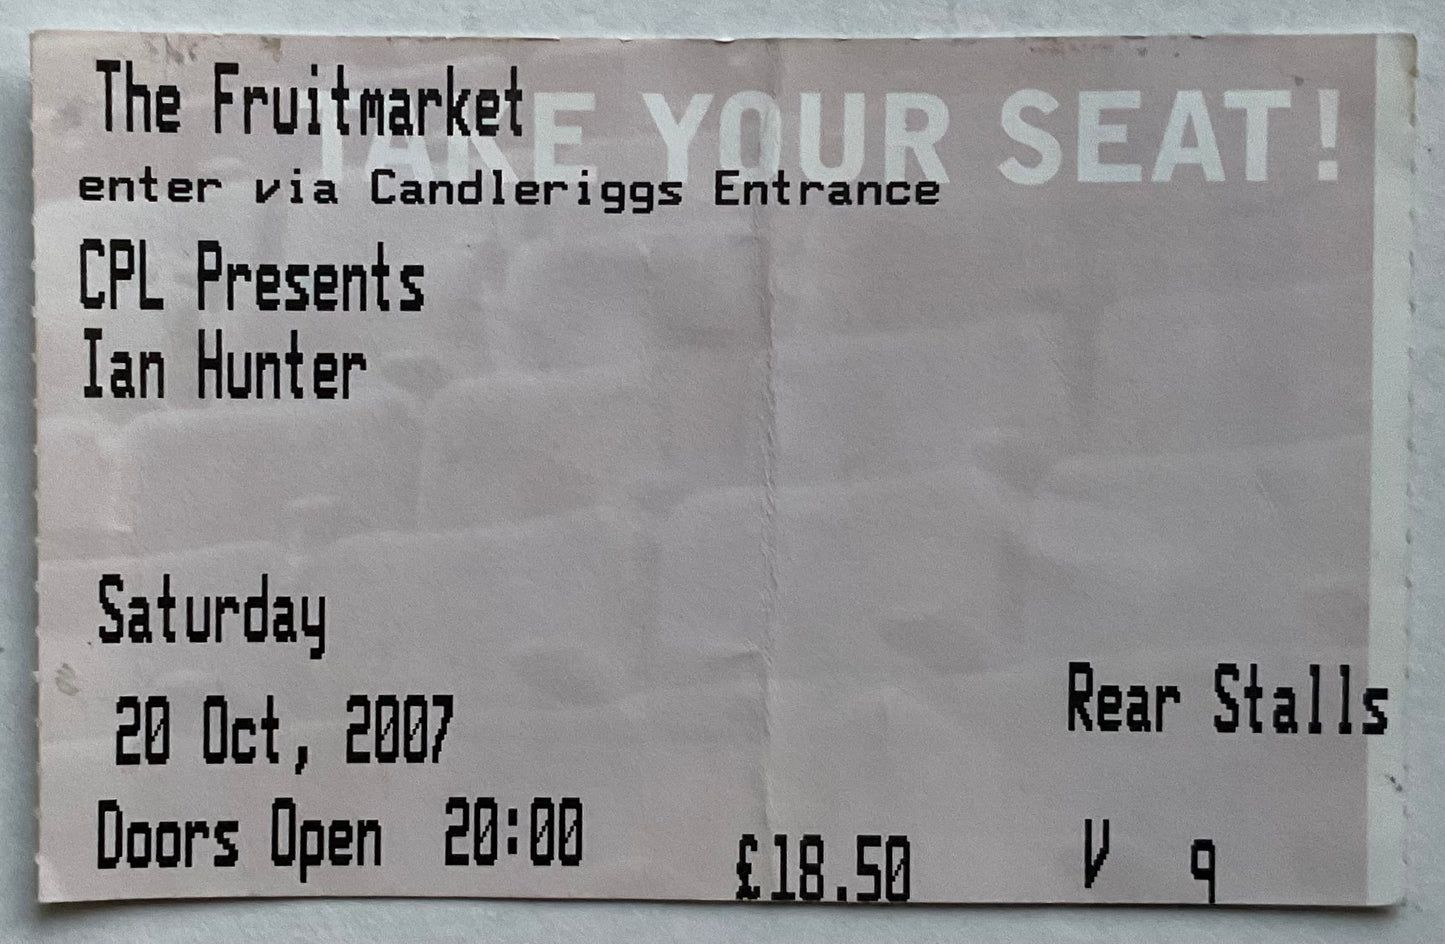 TAKE YOUR SEAT!
The Fruitmarket
enter via Candleriggs Entrance
CPL Presents
Ian Hunter
Saturday
20 Oct, 2007
Doors Open 20:00
£18.50
Rear Stalls
V 9